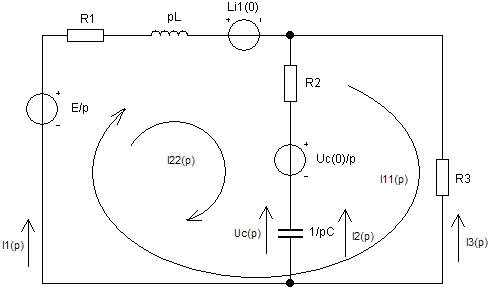 Li1(0)
R1
pL
+
-
R2
+
E/p
-
+
Uc(0)/p
-
I22(p)
I11(p)
R3
Uc(p)
1/pC
I2(p)
I1(p)
I3(p)